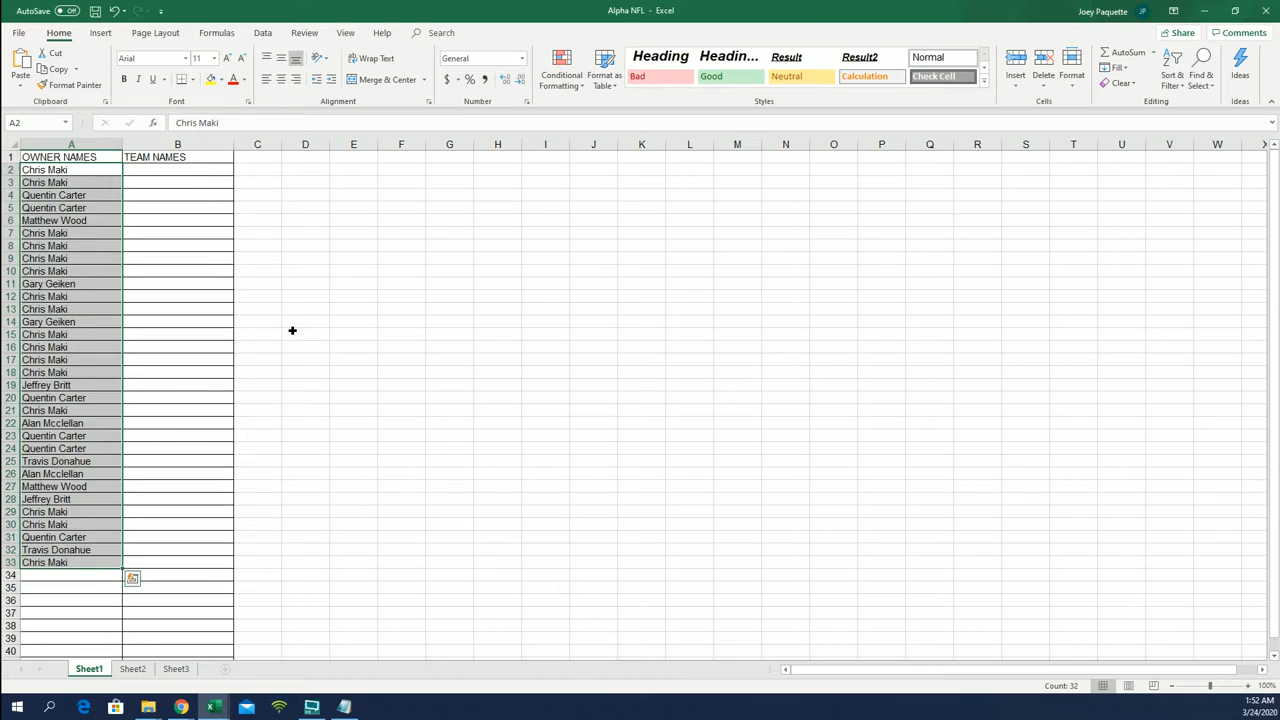 AutoSave Off Alpha NFL - Excel Joey Paquette JP
File Home Insert Page Layout Formulas Data Review View Help Search Share Comments
Cut Arial 11 Wrap Text General Heading Headin... Result Result2 Normal AutoSum
Paste Copy Fill
Format Painter Merge & Center Conditional Formatting Format as Table Bad Good Neutral Calculation Check Cell Insert Delete Format Clear Sort & Filter Find & Select Ideas
Clipboard Font Alignment Number Styles Cells Editing Ideas
A2 Chris Maki
A B C D E F G H I J K L M N O P Q R S T U V W X
1 OWNER NAMES TEAM NAMES
2 Chris Maki
3 Chris Maki
4 Quentin Carter
5 Quentin Carter
6 Matthew Wood
7 Chris Maki
8 Chris Maki
9 Chris Maki
10 Chris Maki
11 Gary Geiken
12 Chris Maki
13 Chris Maki
14 Gary Geiken
15 Chris Maki
16 Chris Maki
17 Chris Maki
18 Chris Maki
19 Jeffrey Britt
20 Quentin Carter
21 Chris Maki
22 Alan Mcclellan
23 Quentin Carter
24 Quentin Carter
25 Travis Donahue
26 Alan Mcclellan
27 Matthew Wood
28 Jeffrey Britt
29 Chris Maki
30 Chris Maki
31 Quentin Carter
32 Travis Donahue
33 Chris Maki
34
35
36
37
38
39
40
Sheet1 Sheet2 Sheet3
Count: 32 100%
1:52 AM
3/24/2020